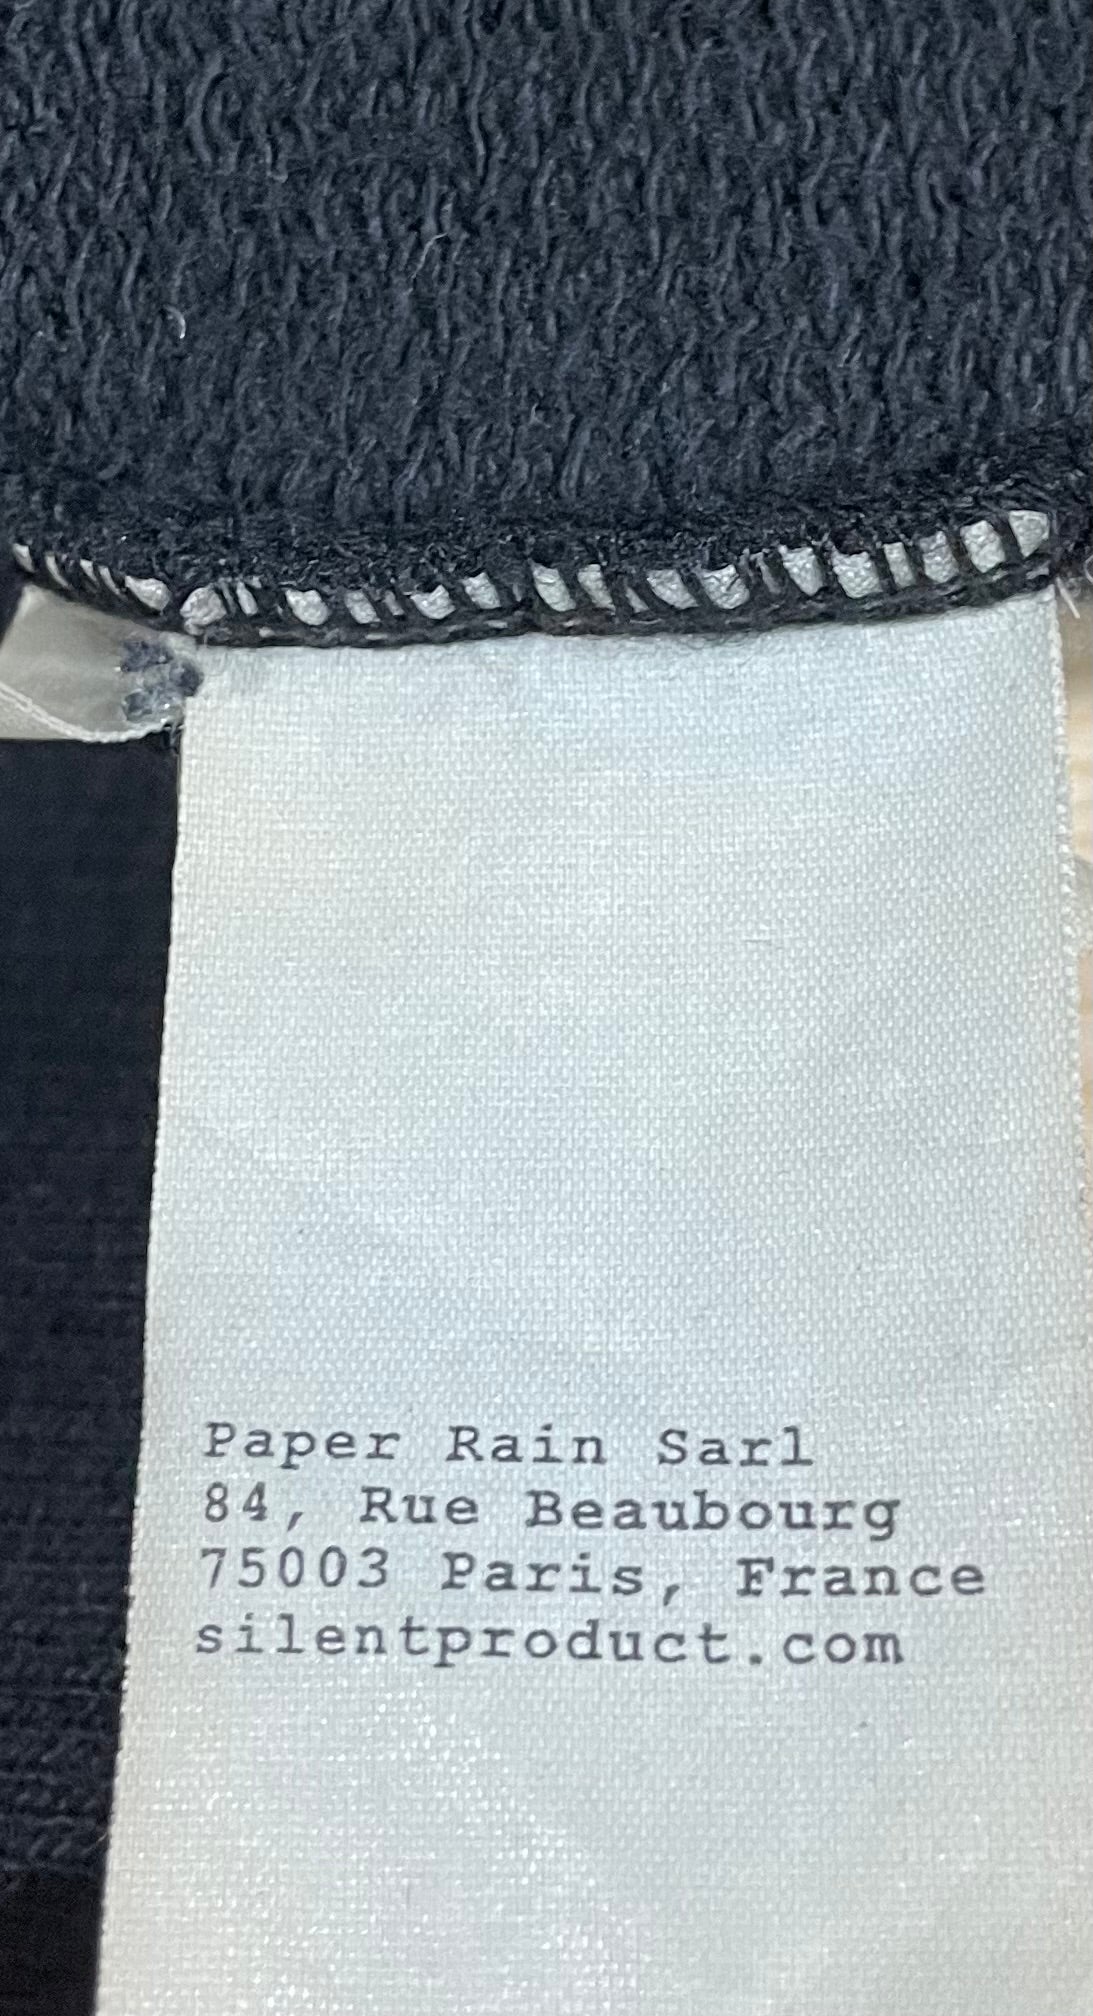 Paper Rain Sarl
84, Rue Beaubourg
75003 Paris, France
silentproduct.com